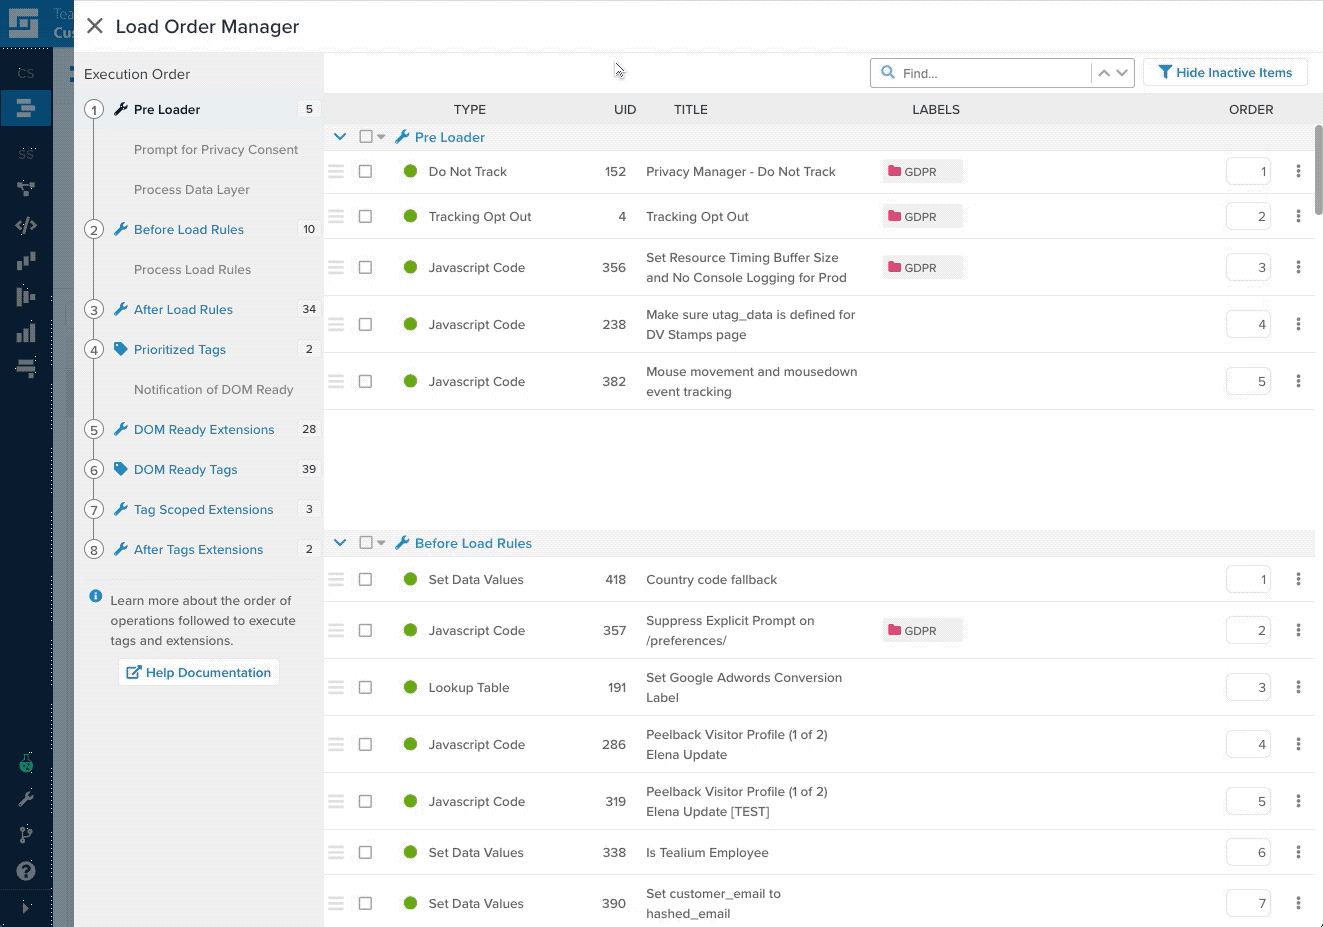 Tea
Cus
Load Order Manager
CS
SS
Execution Order
1 Pre Loader 5
Prompt for Privacy Consent
Process Data Layer
2 Before Load Rules 10
Process Load Rules
3 After Load Rules 34
4 Prioritized Tags 2
Notification of DOM Ready
5 DOM Ready Extensions 28
6 DOM Ready Tags 39
7 Tag Scoped Extensions 3
8 After Tags Extensions 2
Learn more about the order of
operations followed to execute
tags and extensions.
Help Documentation
Find...
Hide Inactive Items
TYPE UID TITLE LABELS ORDER
Pre Loader
Do Not Track 152 Privacy Manager - Do Not Track GDPR 1
Tracking Opt Out 4 Tracking Opt Out GDPR 2
Javascript Code 356 Set Resource Timing Buffer Size
and No Console Logging for Prod GDPR 3
Javascript Code 238 Make sure utag_data is defined for
DV Stamps page 4
Javascript Code 382 Mouse movement and mousedown
event tracking 5
Before Load Rules
Set Data Values 418 Country code fallback 1
Javascript Code 357 Suppress Explicit Prompt on
/preferences/ GDPR 2
Lookup Table 191 Set Google Adwords Conversion
Label 3
Javascript Code 286 Peelback Visitor Profile (1 of 2)
Elena Update 4
Javascript Code 319 Peelback Visitor Profile (1 of 2)
Elena Update [TEST] 5
Set Data Values 338 Is Tealium Employee 6
Set Data Values 390 Set customer_email to
hashed_email 7